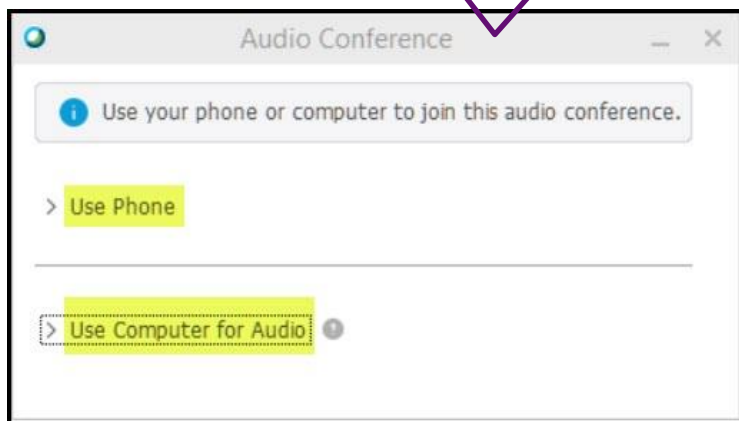 Audio Conference
Use your phone or computer to join this audio conference.
Use Phone
Use Computer for Audio